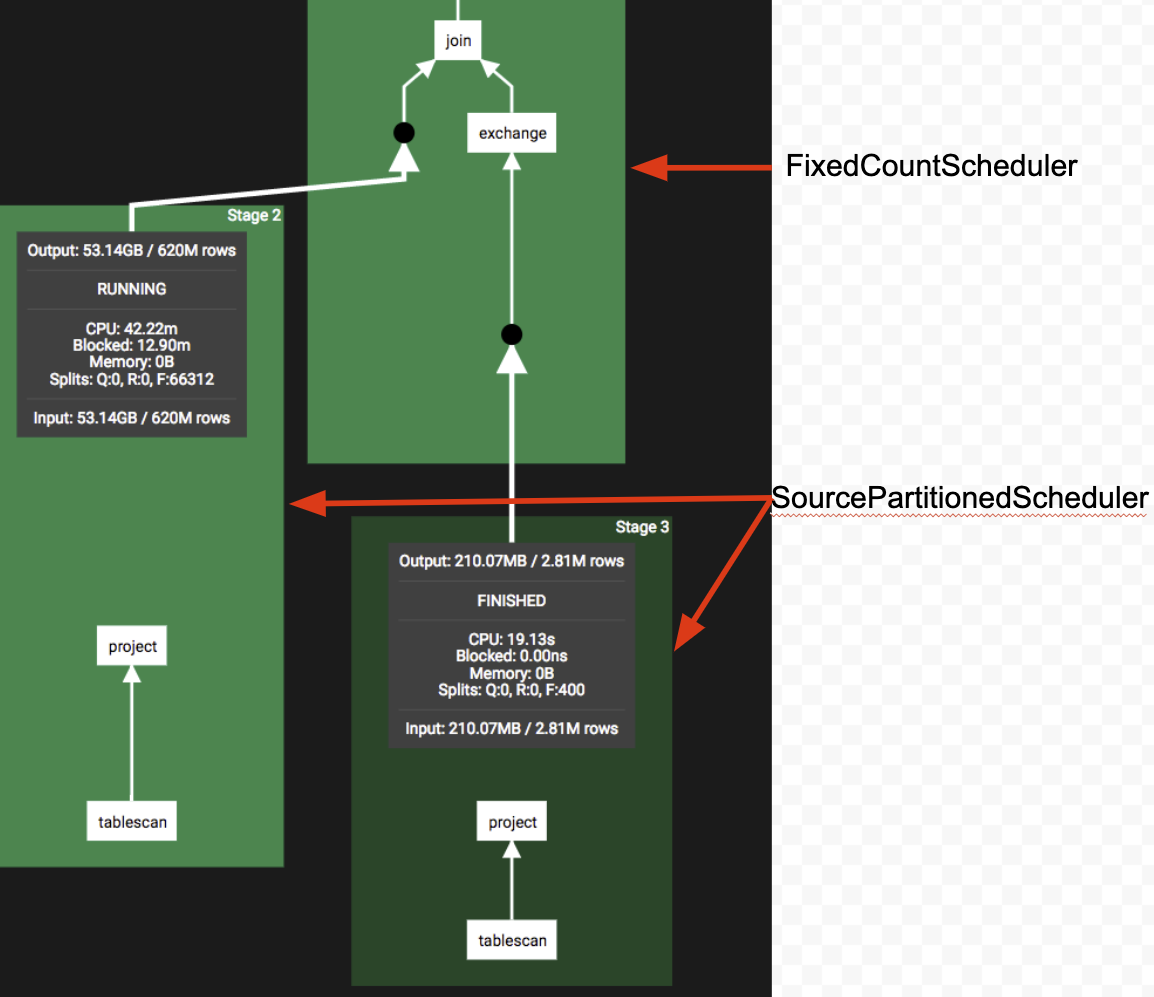 join
exchange
FixedCountScheduler
Stage 2
Output: 53.14GB / 620M rows
RUNNING
CPU: 42.22m
Blocked: 12.90m
Memory: 0B
Splits: Q:0, R:0, F:66312
Input: 53.14GB / 620M rows
SourcePartitionedScheduler
Stage 3
Output: 210.07MB / 2.81M rows
FINISHED
CPU: 19.13s
Blocked: 0.00ns
Memory: 0B
Splits: Q:0, R:0, F:400
Input: 210.07MB / 2.81M rows
project
tablescan
project
tablescan